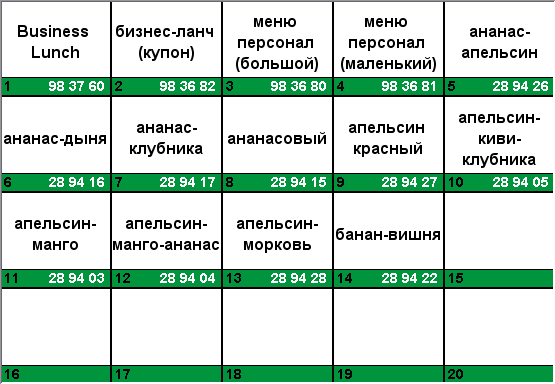 Business Lunch
1 98 37 60
бизнес-ланч (купон)
2 98 36 82
меню персонал (большой)
3 98 36 80
меню персонал (маленький)
4 98 36 81
ананас-апельсин
5 28 94 26
ананас-дыня
6 28 94 16
ананас-клубника
7 28 94 17
ананасовый
8 28 94 15
апельсин красный
9 28 94 27
апельсин-киви-клубника
10 28 94 05
апельсин-манго
11 28 94 03
апельсин-манго-ананас
12 28 94 04
апельсин-морковь
13 28 94 28
банан-вишня
14 28 94 22
15
16
17
18
19
20